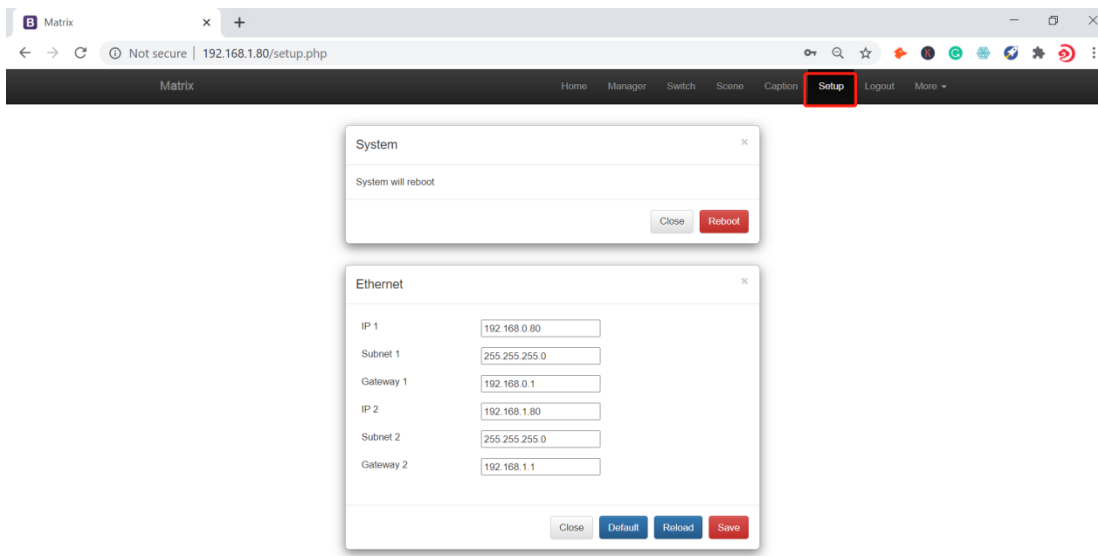 B Matrix
Not secure | 192.168.1.80/setup.php
Matrix Home Manager Switch Scene Caption Setup Logout More
System
System will reboot
Close Reboot
Ethernet
IP 1 192.168.0.80
Subnet 1 255.255.255.0
Gateway 1 192.168.0.1
IP 2 192.168.1.80
Subnet 2 255.255.255.0
Gateway 2 192.168.1.1
Close Default Reload Save